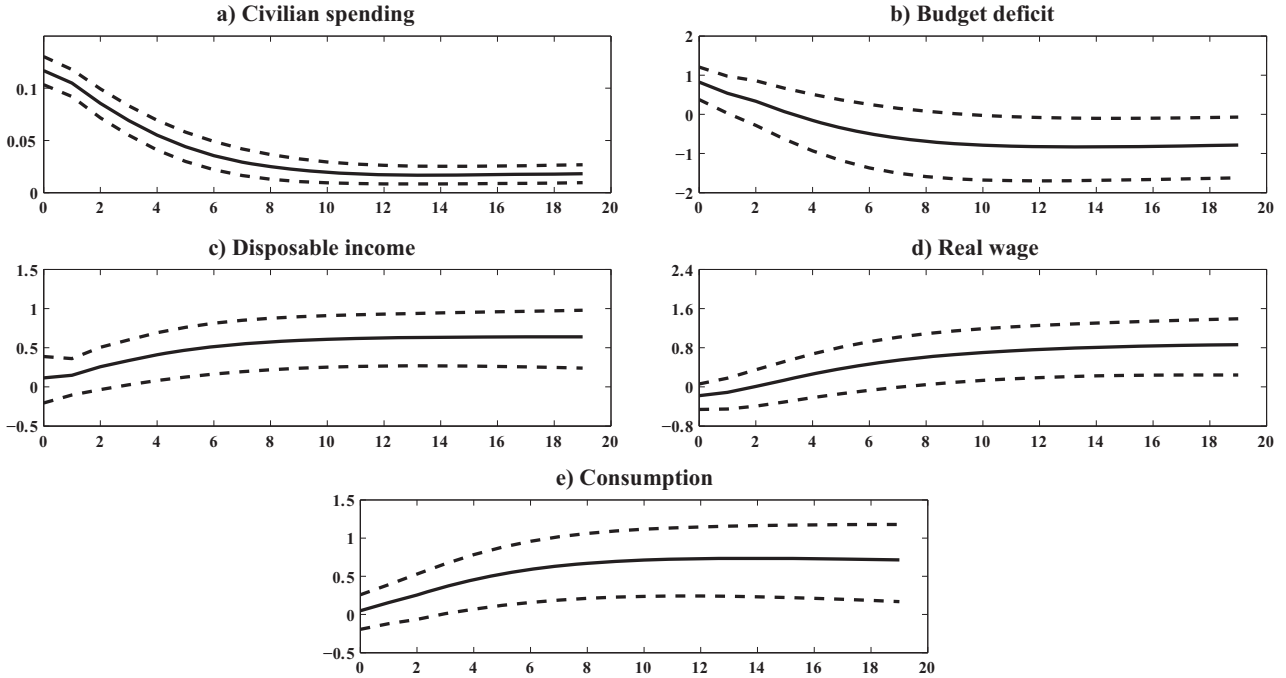 a) Civilian spending
0.1
0.05
0
0 2 4 6 8 10 12 14 16 18 20
b) Budget deficit
2
1
0
−1
−2
0 2 4 6 8 10 12 14 16 18 20
c) Disposable income
1.5
1
0.5
0
−0.5
0 2 4 6 8 10 12 14 16 18 20
d) Real wage
2.4
1.6
0.8
0
−0.8
0 2 4 6 8 10 12 14 16 18 20
e) Consumption
1.5
1
0.5
0
−0.5
0 2 4 6 8 10 12 14 16 18 20